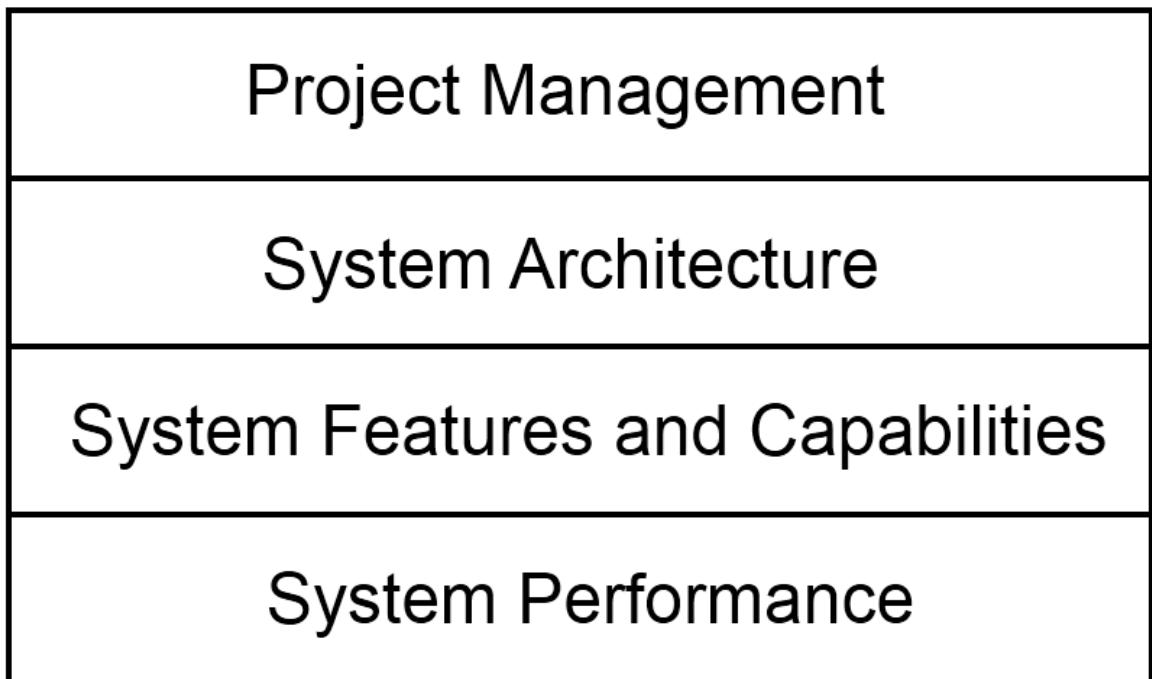 Project Management
System Architecture
System Features and Capabilities
System Performance